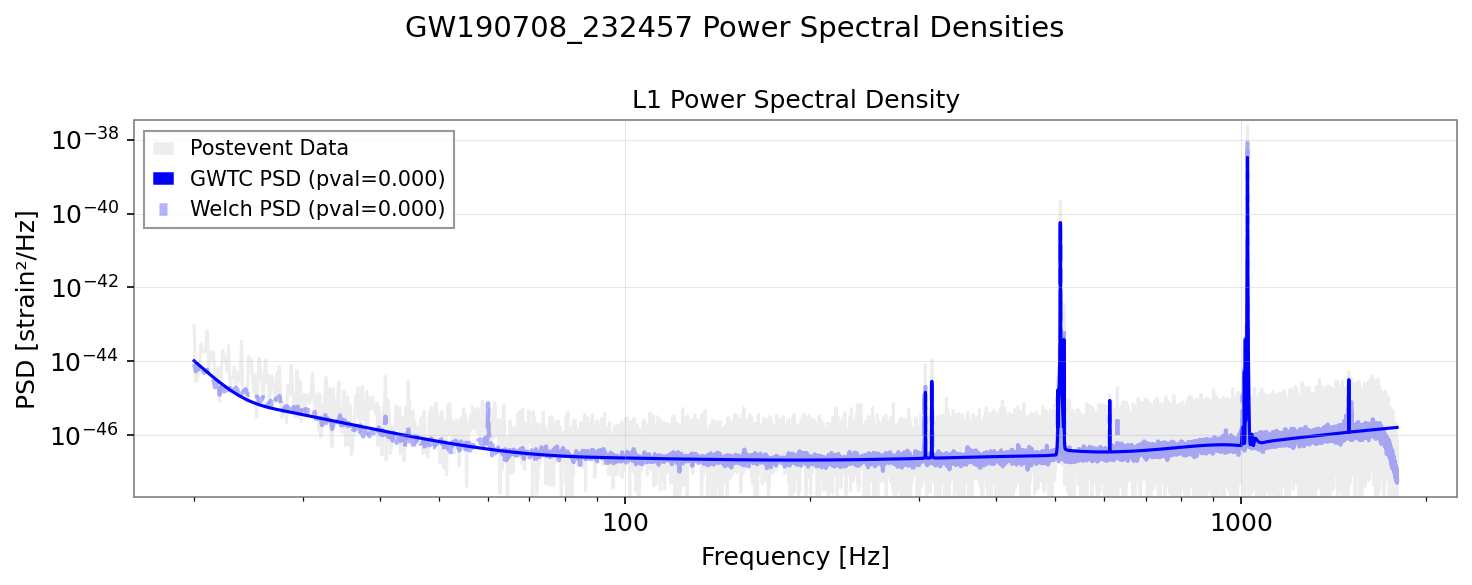 GW190708_232457 Power Spectral Densities
L1 Power Spectral Density
PSD [strain²/Hz]
10⁻³⁸
10⁻⁴⁰
10⁻⁴²
10⁻⁴⁴
10⁻⁴⁶
Postevent Data
GWTC PSD (pval=0.000)
Welch PSD (pval=0.000)
100
1000
Frequency [Hz]